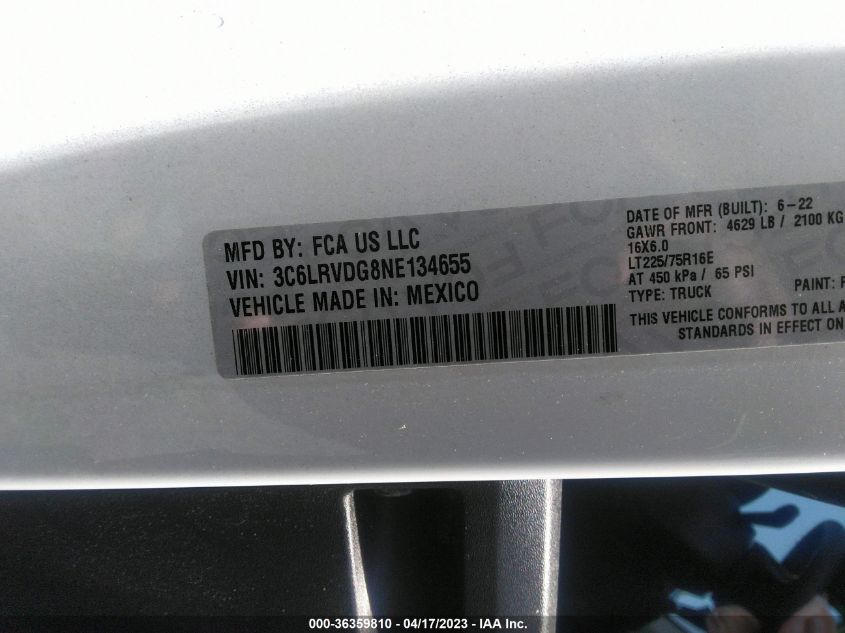 MFD BY: FCA US LLC
VIN: 3C6LRVDG8NE134655
VEHICLE MADE IN: MEXICO
DATE OF MFR (BUILT): 6-22
GAWR FRONT: 4629 LB / 2100 KG
16X6.0
LT225/75R16E
AT 450 kPa / 65 PSI
TYPE: TRUCK
PAINT:
THIS VEHICLE CONFORMS TO ALL A
STANDARDS IN EFFECT ON
000-36359810 - 04/17/2023 - IAA Inc.